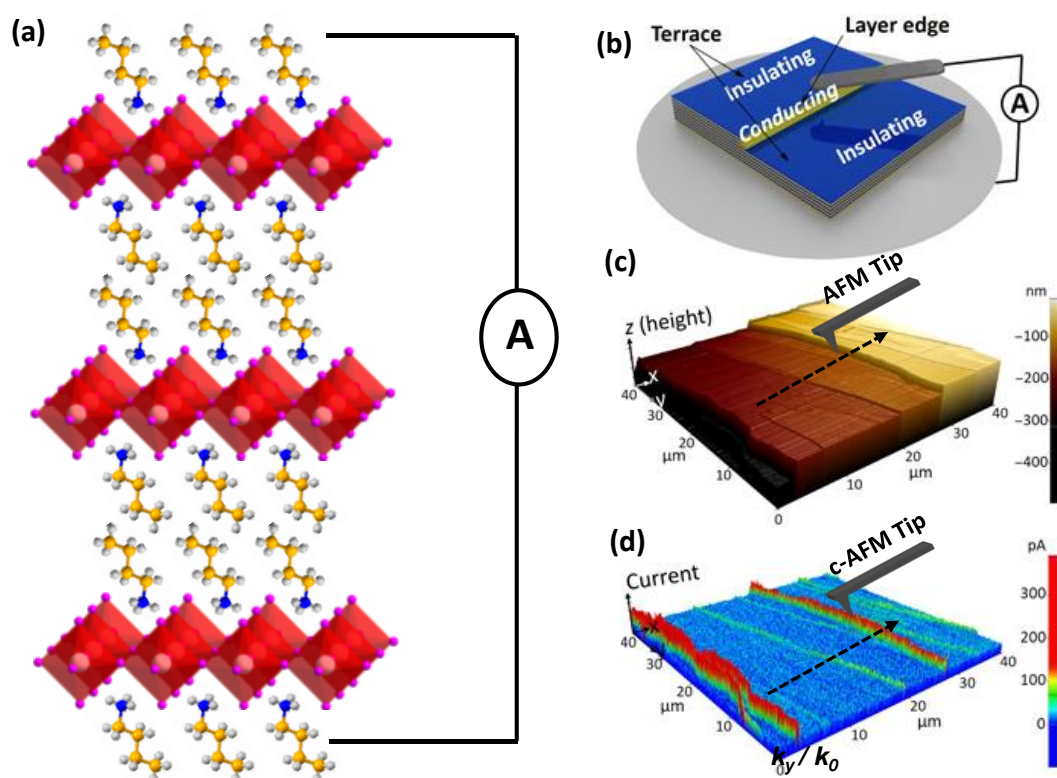 (a)
A
(b)
Terrace
Layer edge
Insulating
Conducting
Insulating
A
(c)
AFM Tip
nm
z (height)
x
y
40
30
20
10
0
µm
10
20
30
40
µm
−100
−200
−300
−400
(d)
c-AFM Tip
pA
Current
x
40
30
20
10
0
µm
10
20
30
40
µm
300
200
100
0
k_y / k_0